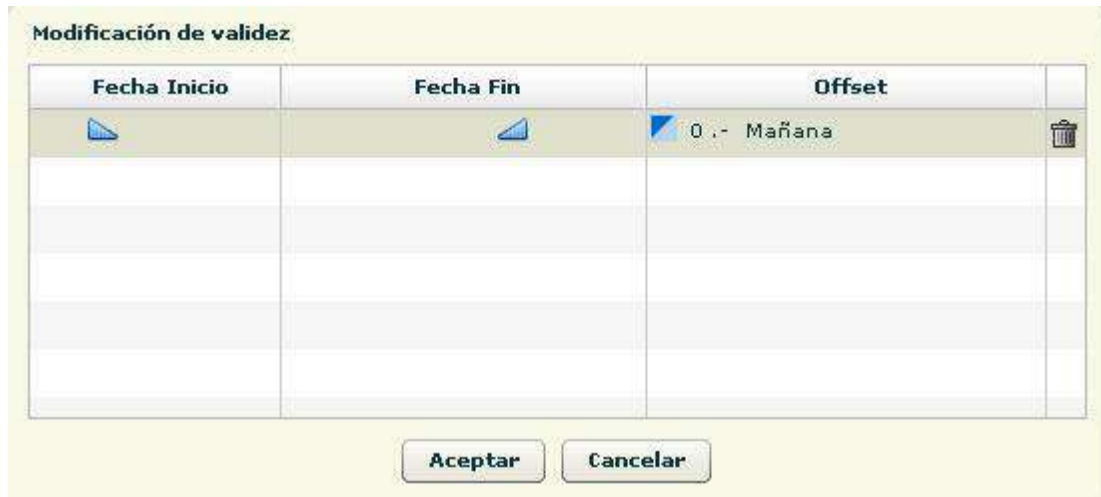 Modificación de validez
Fecha Inicio Fecha Fin Offset
0 .- Mañana
Aceptar Cancelar